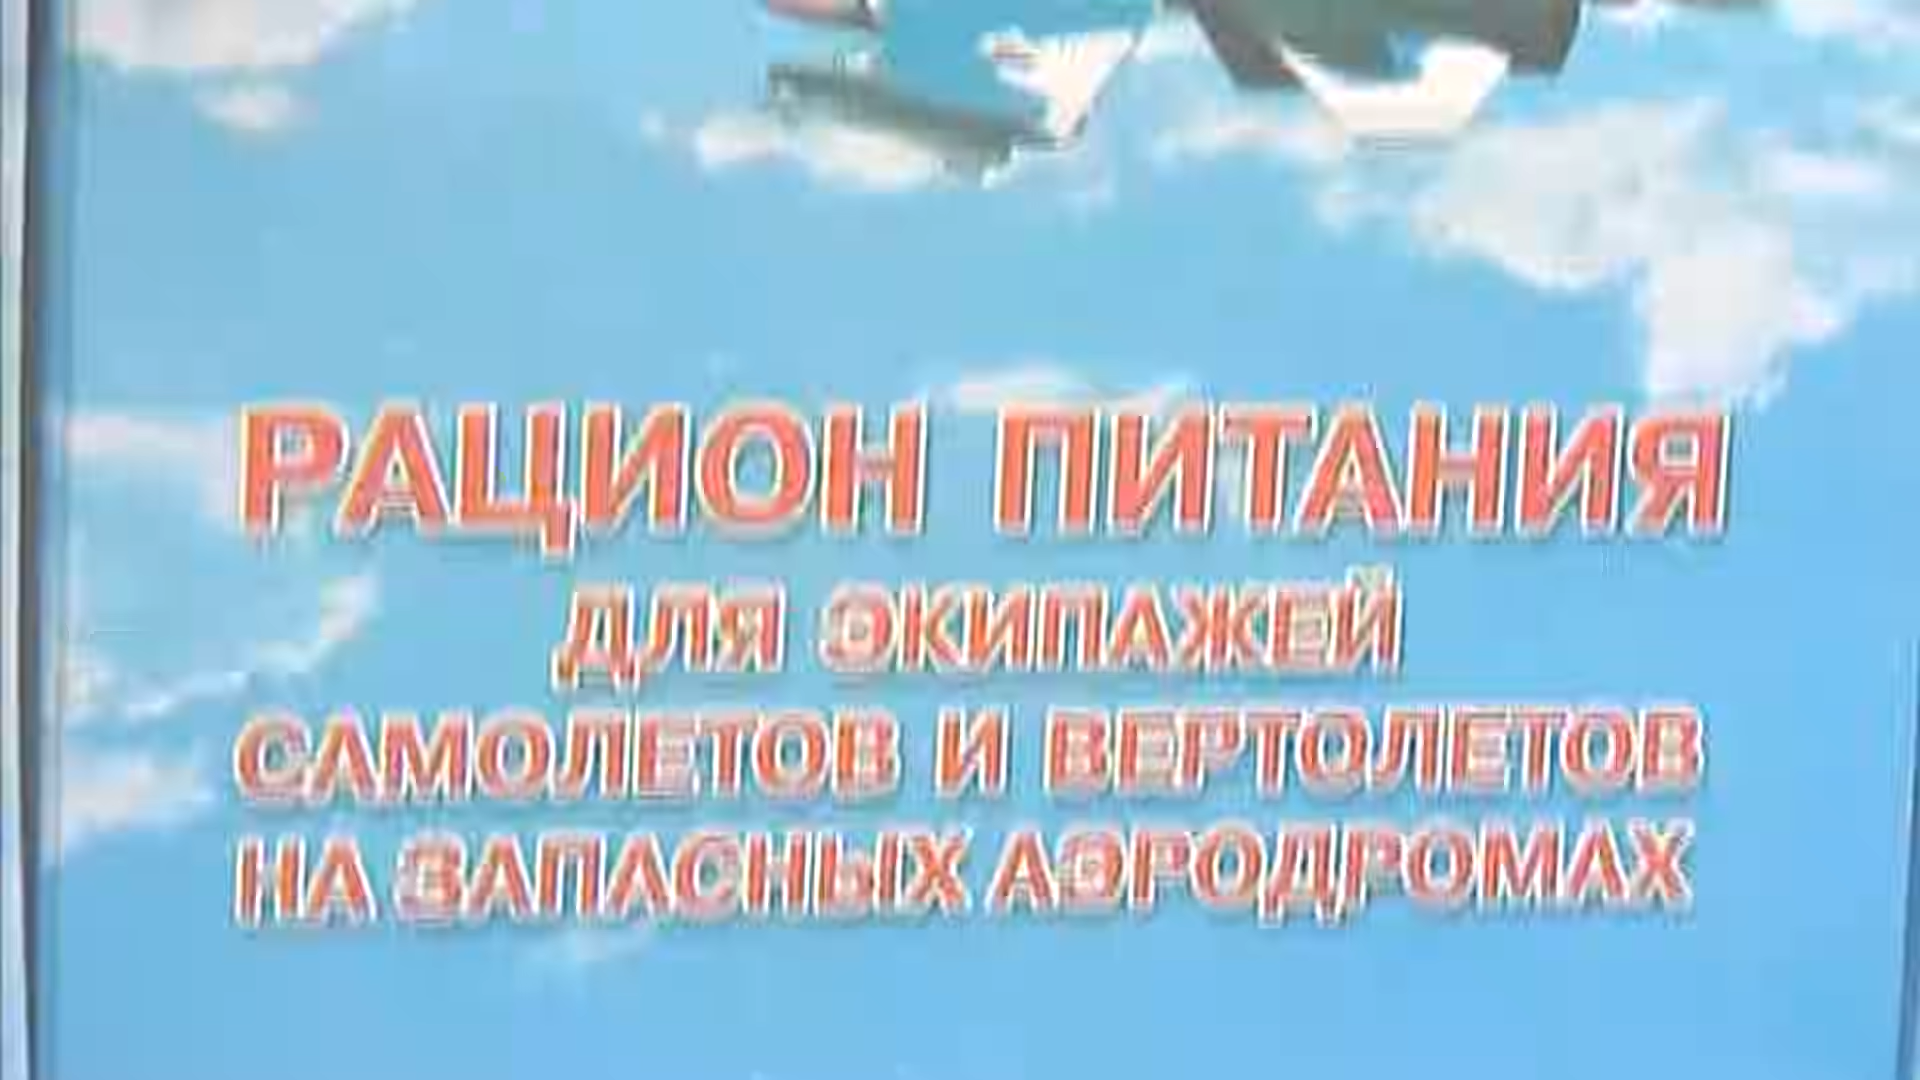 РАЦИОН ПИТАНИЯ
ДЛЯ ЭКИПАЖЕЙ
САМОЛЕТОВ И ВЕРТОЛЕТОВ
НА ЗАПАСНЫХ АЭРОДРОМАХ